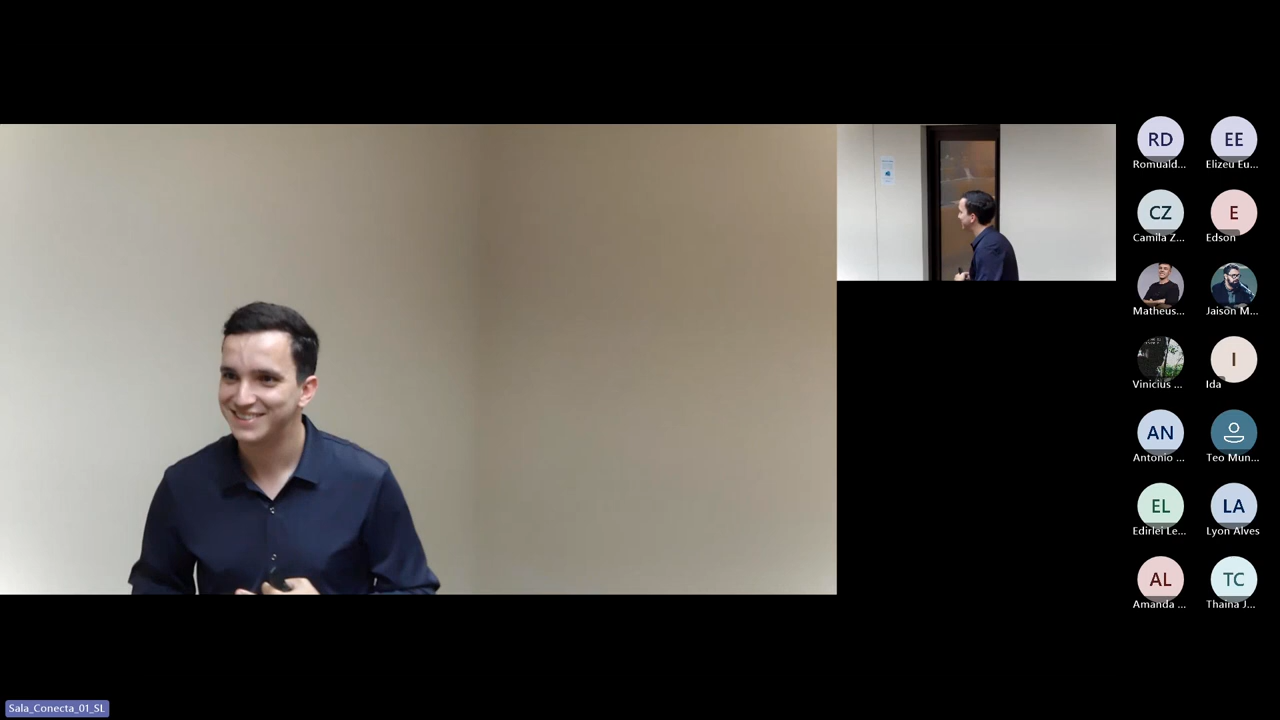 RD EE
Romuald... Elizeu Eu...
CZ E
Camila Z... Edson
Matheus... Jaison M...
I
Vinicius ... Ida
AN
Antonio ... Teo Mun...
EL LA
Edirlei Le... Lyon Alves
AL TC
Amanda ... Thaina J...
Sala_Conecta_01_SL